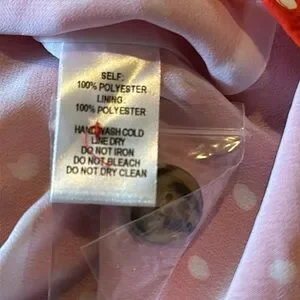 SELF:
100% POLYESTER
LINING:
100% POLYESTER
HAND WASH COLD
LINE DRY
DO NOT IRON
DO NOT BLEACH
DO NOT DRY CLEAN